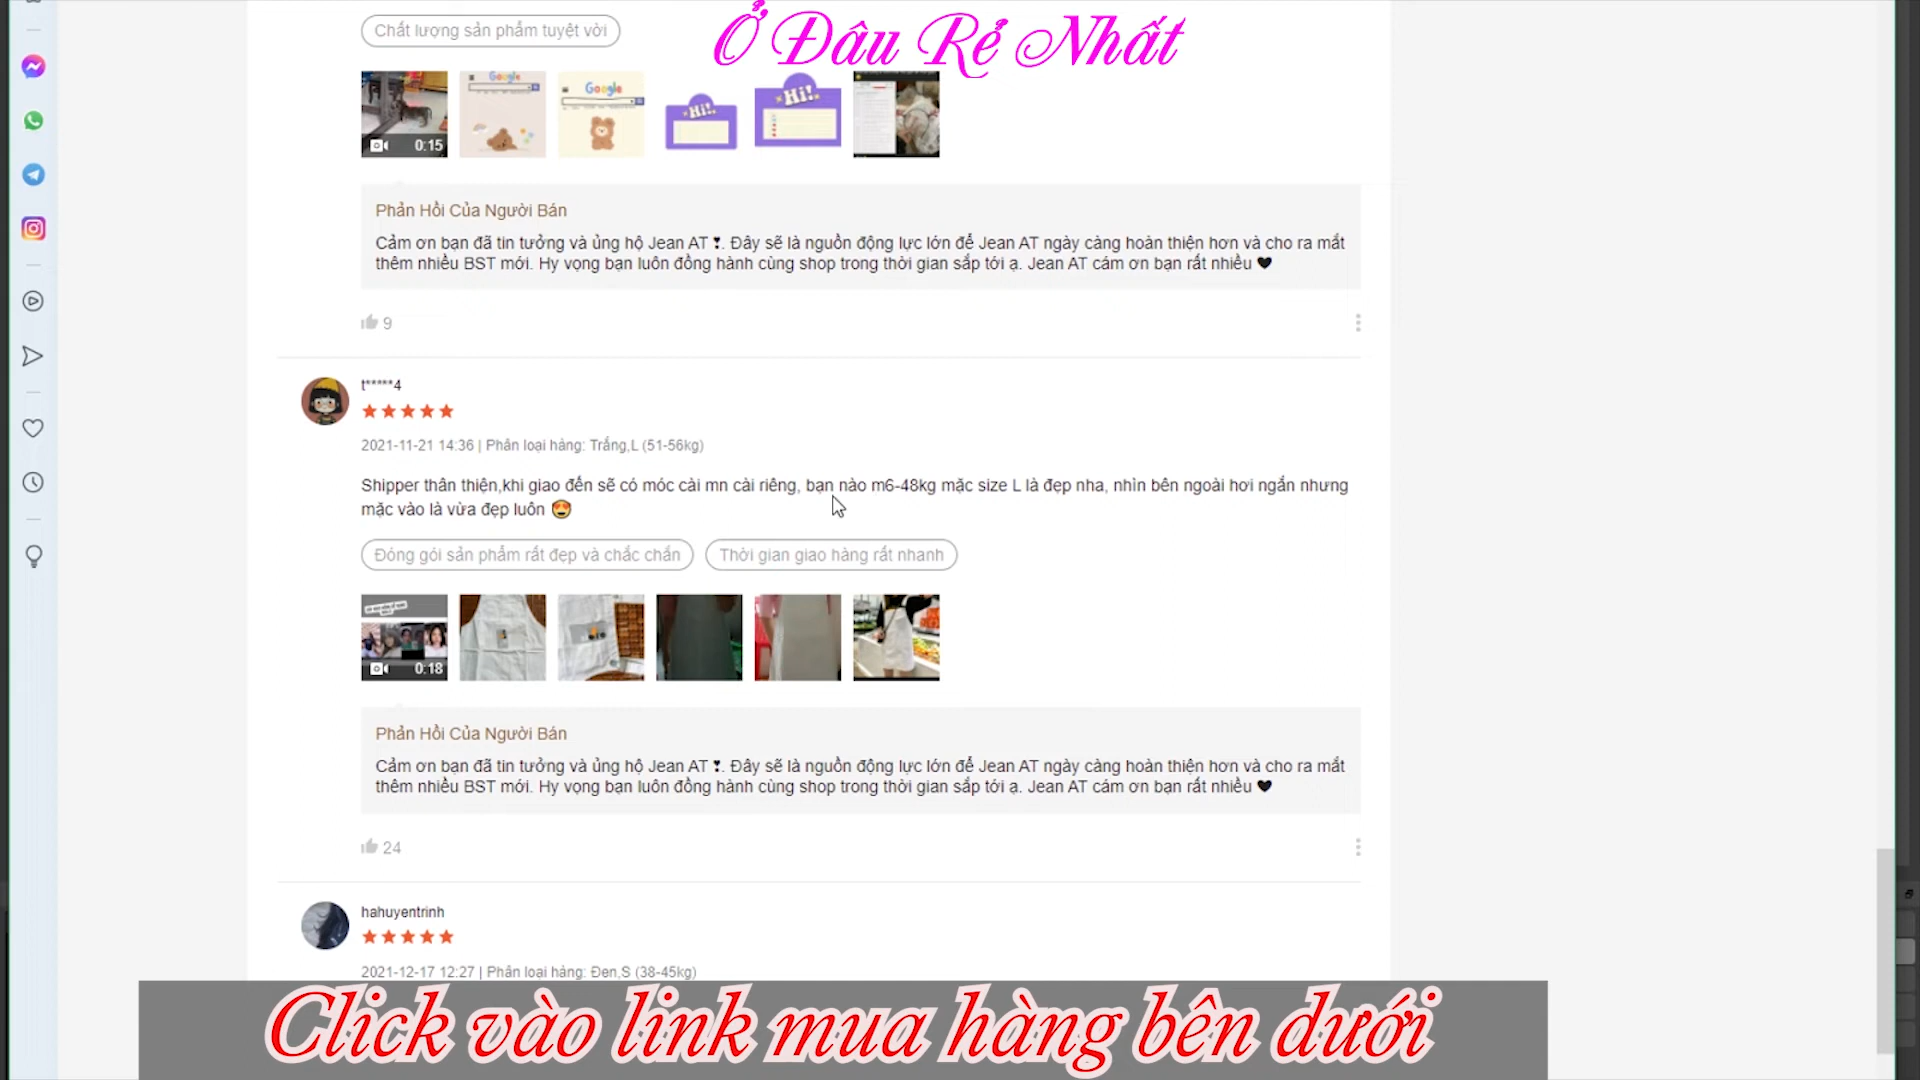 Ở Đâu Rẻ Nhất
Chất lượng sản phẩm tuyệt vời
0:15
Google
Google
Hi!
Hi!
Phản Hồi Của Người Bán
Cảm ơn bạn đã tin tưởng và ủng hộ Jean AT ❣. Đây sẽ là nguồn động lực lớn để Jean AT ngày càng hoàn thiện hơn và cho ra mắt
thêm nhiều BST mới. Hy vọng bạn luôn đồng hành cùng shop trong thời gian sắp tới ạ. Jean AT cám ơn bạn rất nhiều ♥
9
t*****4
2021-11-21 14:36 | Phân loại hàng: Trắng,L (51-56kg)
Shipper thân thiện,khi giao đến sẽ có móc cài mn cài riêng, bạn nào m6-48kg mặc size L là đẹp nha, nhìn bên ngoài hơi ngắn nhưng
mặc vào là vừa đẹp luôn 😍
Đóng gói sản phẩm rất đẹp và chắc chắn
Thời gian giao hàng rất nhanh
0:18
Phản Hồi Của Người Bán
Cảm ơn bạn đã tin tưởng và ủng hộ Jean AT ❣. Đây sẽ là nguồn động lực lớn để Jean AT ngày càng hoàn thiện hơn và cho ra mắt
thêm nhiều BST mới. Hy vọng bạn luôn đồng hành cùng shop trong thời gian sắp tới ạ. Jean AT cám ơn bạn rất nhiều ♥
24
hahuyentrinh
2021-12-17 12:27 | Phân loại hàng: Đen,S (38-45kg)
Click vào link mua hàng bên dưới